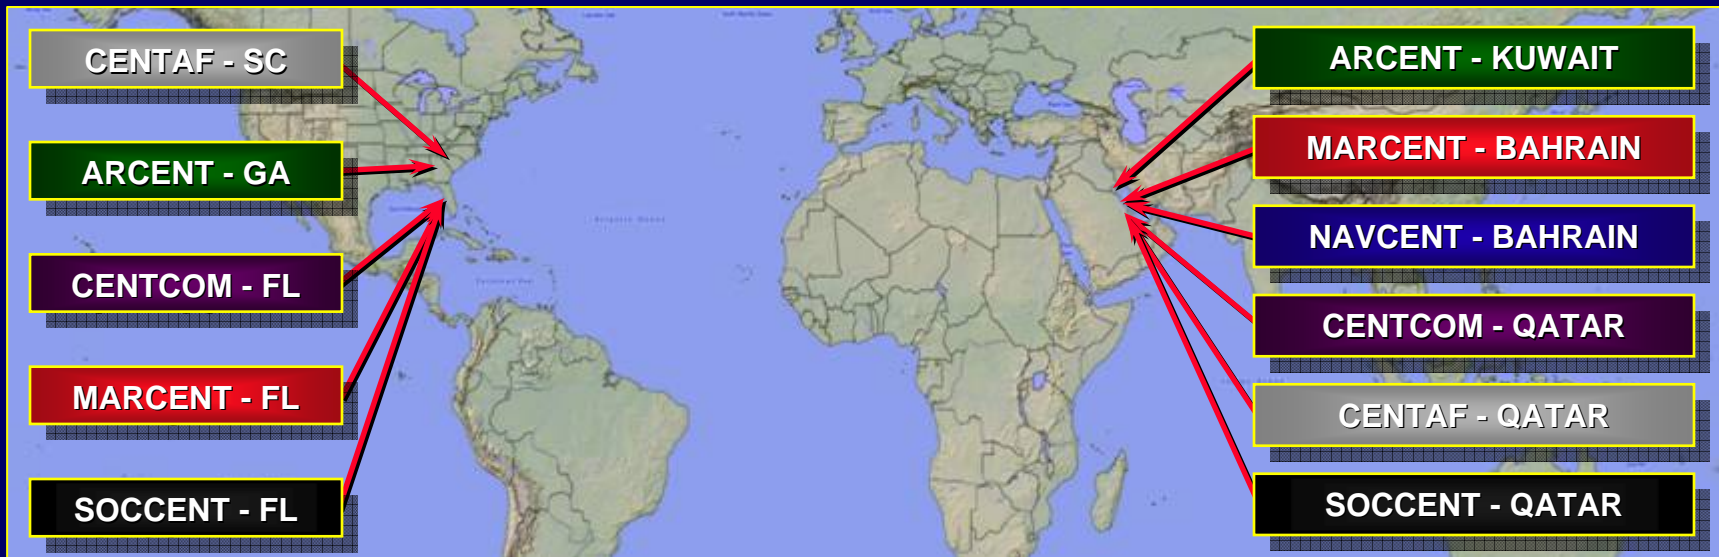 CENTAF - SC
ARCENT - GA
CENTCOM - FL
MARCENT - FL
SOCCENT - FL
ARCENT - KUWAIT
MARCENT - BAHRAIN
NAVCENT - BAHRAIN
CENTCOM - QATAR
CENTAF - QATAR
SOCCENT - QATAR